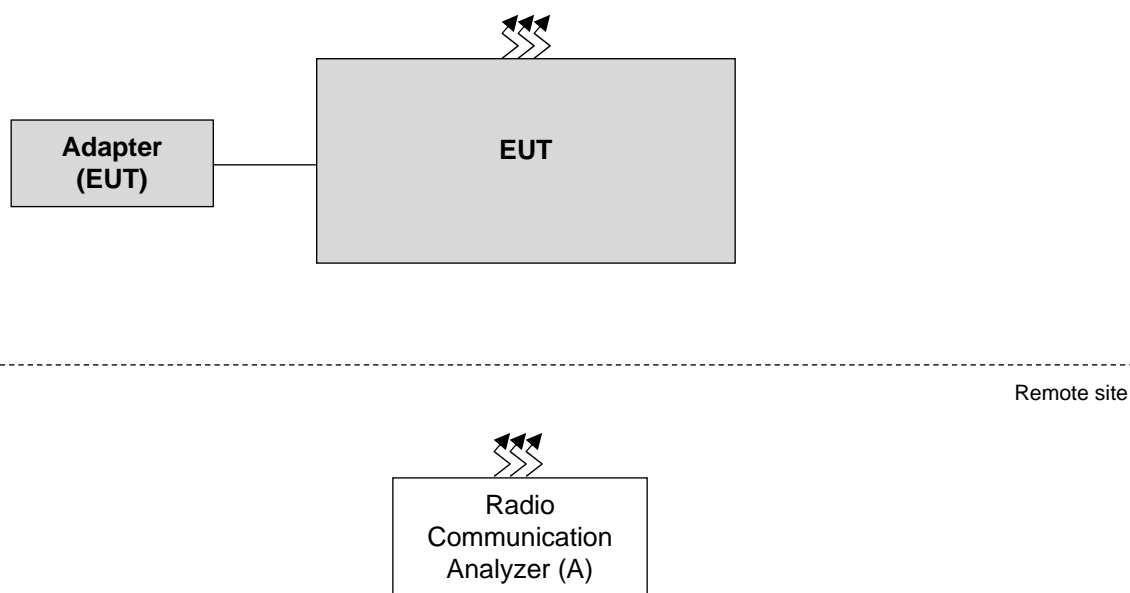 Adapter
(EUT)
EUT
Remote site
Radio
Communication
Analyzer (A)